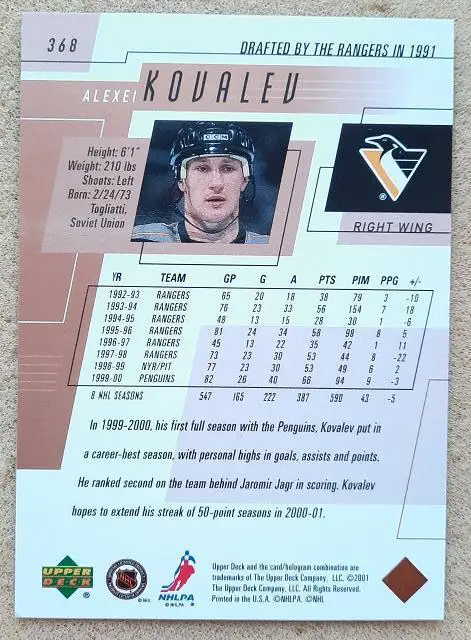 368
DRAFTED BY THE RANGERS IN 1991
ALEXEI KOVALEV
Height: 6'1"
Weight: 210 lbs
Shoots: Left
Born: 2/24/73
Togliatti,
Soviet Union
CCM
RIGHT WING
YR TEAM GP G A PTS PIM PPG +/-
1992-93 RANGERS 65 20 18 38 79 3 -10
1993-94 RANGERS 76 23 33 56 154 7 18
1994-95 RANGERS 48 13 15 28 30 1 -6
1995-96 RANGERS 81 24 34 58 98 8 5
1996-97 RANGERS 45 13 22 35 42 1 11
1997-98 RANGERS 73 23 30 53 44 8 -22
1998-99 NYR/PIT 77 23 30 53 49 6 2
1999-00 PENGUINS 82 26 40 66 94 9 -3
8 NHL SEASONS 547 165 222 387 590 43 -5
In 1999-2000, his first full season with the Penguins, Kovalev put in
a career-best season, with personal highs in goals, assists and points.
He ranked second on the team behind Jaromir Jagr in scoring. Kovalev
hopes to extend his streak of 50-point seasons in 2000-01.
UPPER
DECK ®
NHL
© NHL
NHLPA
© NHLPA
Upper Deck and the card/hologram combination are
trademarks of The Upper Deck Company, LLC. ©2001
The Upper Deck Company, LLC. All Rights Reserved.
Printed in the U.S.A. ©NHLPA. ©NHL